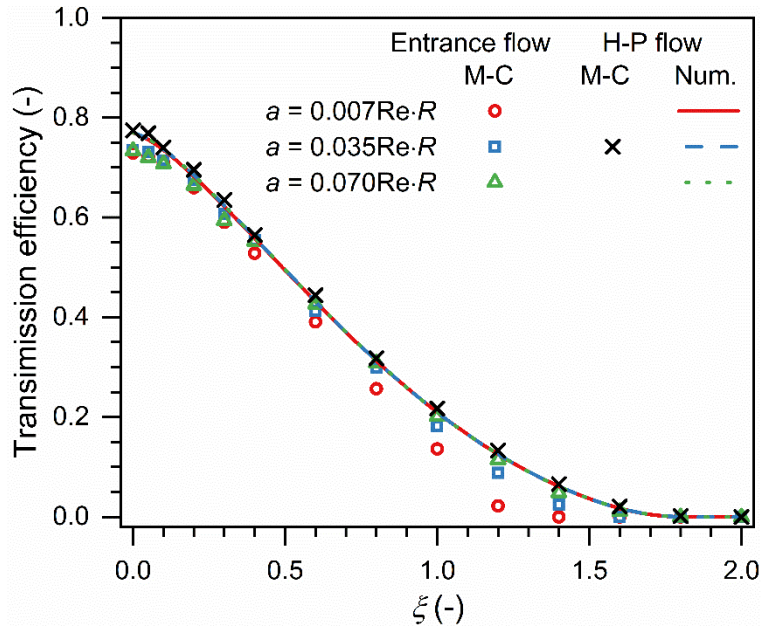 1.0
0.8
0.6
0.4
0.2
0.0
Transimission efficiency (-)
Entrance flow H-P flow
M-C M-C Num.
a = 0.007Re·R
a = 0.035Re·R
a = 0.070Re·R
0.0 0.5 1.0 1.5 2.0
ξ (-)